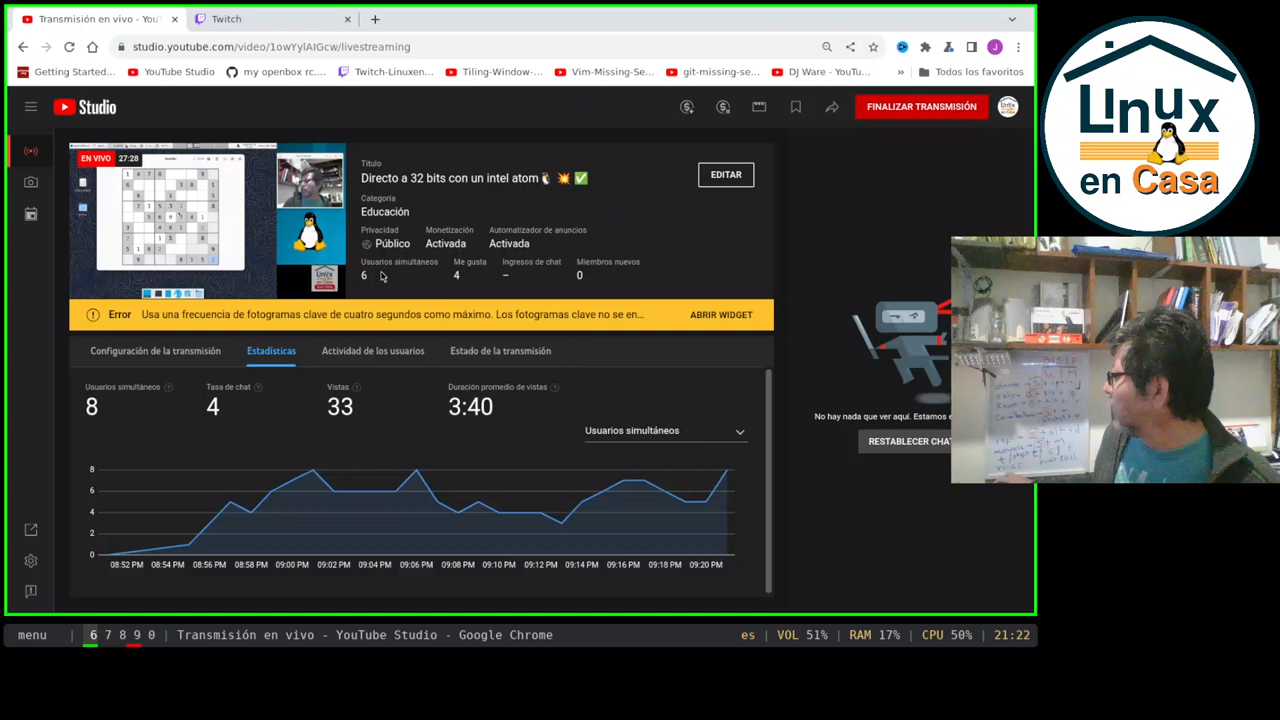 Transmisión en vivo - You
Twitch
studio.youtube.com/video/1owYylAIGcw/livestreaming
J
Getting Started...
YouTube Studio
my openbox rc....
Twitch-Linuxen...
Tiling-Window-...
Vim-Missing-Se...
git-missing-se...
DJ Ware - YouTu...
»
Todos los favoritos
Studio
FINALIZAR TRANSMISIÓN
EN VIVO 27:28
Título
Directo a 32 bits con un intel atom🐧 💥 ✅
EDITAR
Categoría
Educación
Privacidad Monetización Automatizador de anuncios
Público Activada Activada
Usuarios simultáneos Me gusta Ingresos de chat Miembros nuevos
6 4 – 0
Error Usa una frecuencia de fotogramas clave de cuatro segundos como máximo. Los fotogramas clave no se en... ABRIR WIDGET
Configuración de la transmisión Estadísticas Actividad de los usuarios Estado de la transmisión
Usuarios simultáneos Tasa de chat Vistas Duración promedio de vistas
8 4 33 3:40
Usuarios simultáneos
8
6
4
2
0
08:52 PM 08:54 PM 08:56 PM 08:58 PM 09:00 PM 09:02 PM 09:04 PM 09:06 PM 09:08 PM 09:10 PM 09:12 PM 09:14 PM 09:16 PM 09:18 PM 09:20 PM
No hay nada que ver aquí. Estamos e
RESTABLECER CHA
Linux
en Casa
menu | 6 7 8 9 0 | Transmisión en vivo - YouTube Studio - Google Chrome
es | VOL 51% | RAM 17% | CPU 50% | 21:22